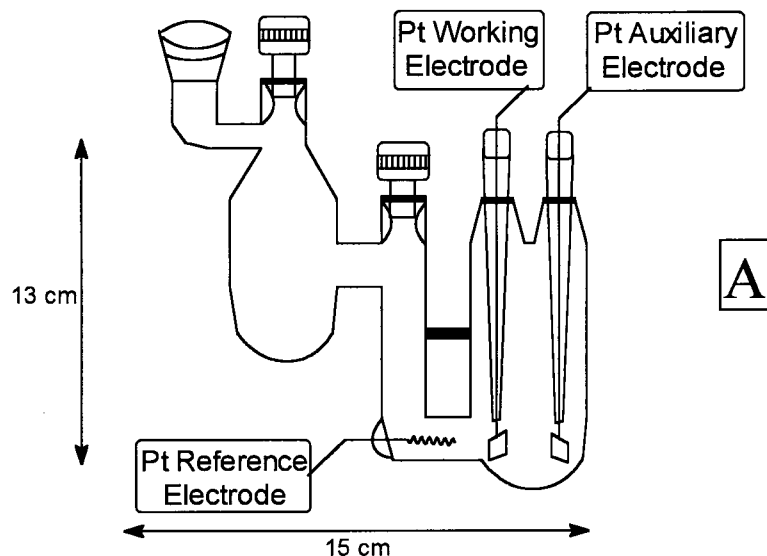 Pt Working
Electrode
Pt Auxiliary
Electrode
A
13 cm
Pt Reference
Electrode
15 cm